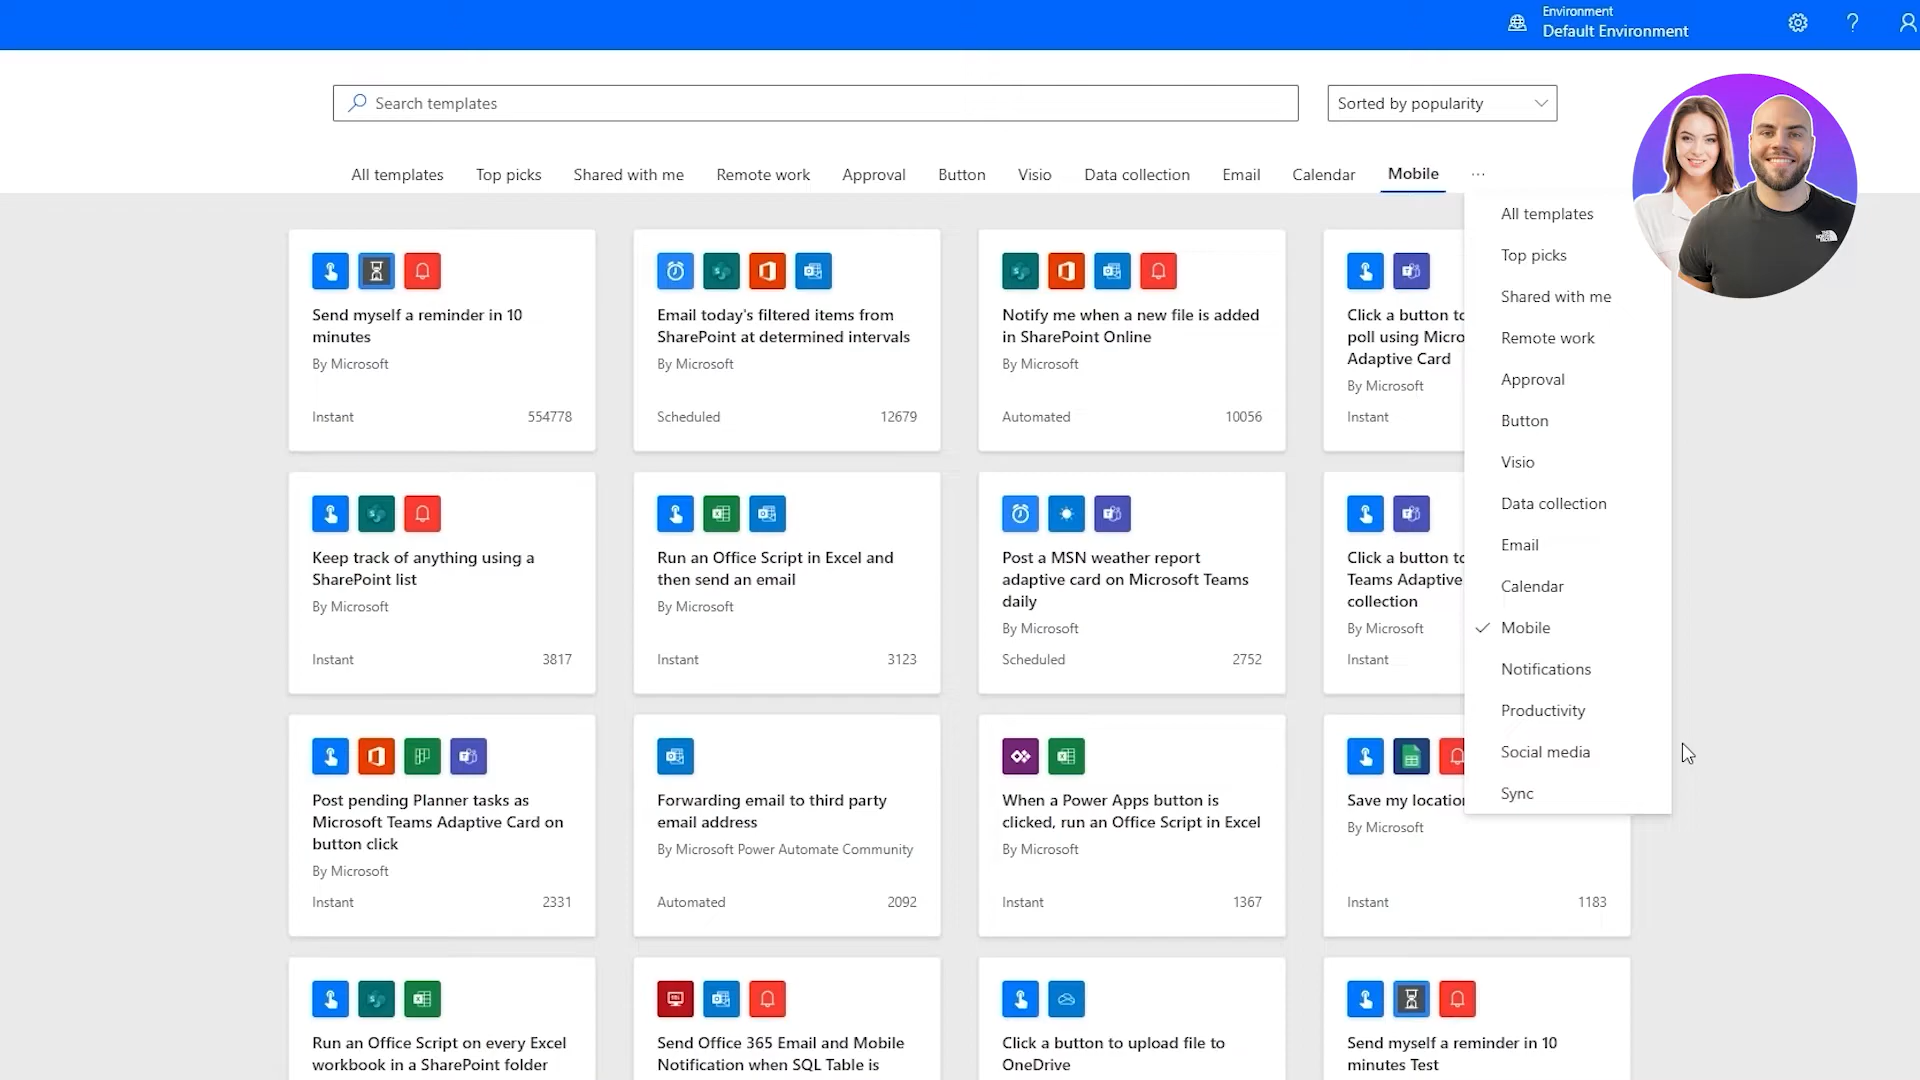 Environment
Default Environment
Search templates
Sorted by popularity
All templates
Top picks
Shared with me
Remote work
Approval
Button
Visio
Data collection
Email
Calendar
Mobile
...
Send myself a reminder in 10
minutes
By Microsoft
Instant
554778
Email today's filtered items from
SharePoint at determined intervals
By Microsoft
Scheduled
12679
Notify me when a new file is added
in SharePoint Online
By Microsoft
Automated
10056
Click a button to
poll using Micro
Adaptive Card
By Microsoft
Instant
All templates
Top picks
Shared with me
Remote work
Approval
Button
Visio
Data collection
Email
Calendar
Mobile
Notifications
Productivity
Social media
Sync
THE
NORTH
FACE
Keep track of anything using a
SharePoint list
By Microsoft
Instant
3817
Run an Office Script in Excel and
then send an email
By Microsoft
Instant
3123
Post a MSN weather report
adaptive card on Microsoft Teams
daily
By Microsoft
Scheduled
2752
Click a button to
Teams Adaptive
collection
By Microsoft
Instant
Post pending Planner tasks as
Microsoft Teams Adaptive Card on
button click
By Microsoft
Instant
2331
Forwarding email to third party
email address
By Microsoft Power Automate Community
Automated
2092
When a Power Apps button is
clicked, run an Office Script in Excel
By Microsoft
Instant
1367
Save my locatio
By Microsoft
Instant
1183
Run an Office Script on every Excel
workbook in a SharePoint folder
Send Office 365 Email and Mobile
Notification when SQL Table is
Click a button to upload file to
OneDrive
Send myself a reminder in 10
minutes Test